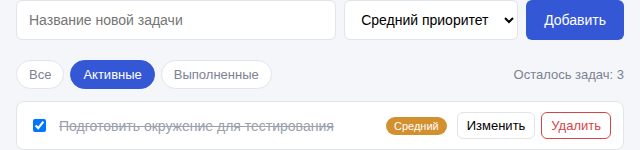 Название новой задачи Средний приоритет Добавить
Все Активные Выполненные Осталось задач: 3
Подготовить окружение для тестирования Средний Изменить Удалить